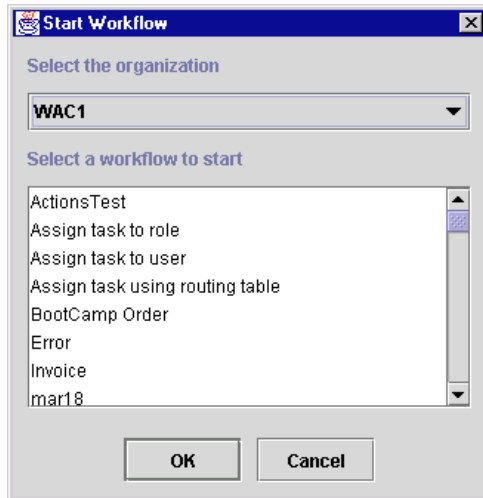 Start Workflow
Select the organization
WAC1
Select a workflow to start
ActionsTest
Assign task to role
Assign task to user
Assign task using routing table
BootCamp Order
Error
Invoice
mar18
OK
Cancel